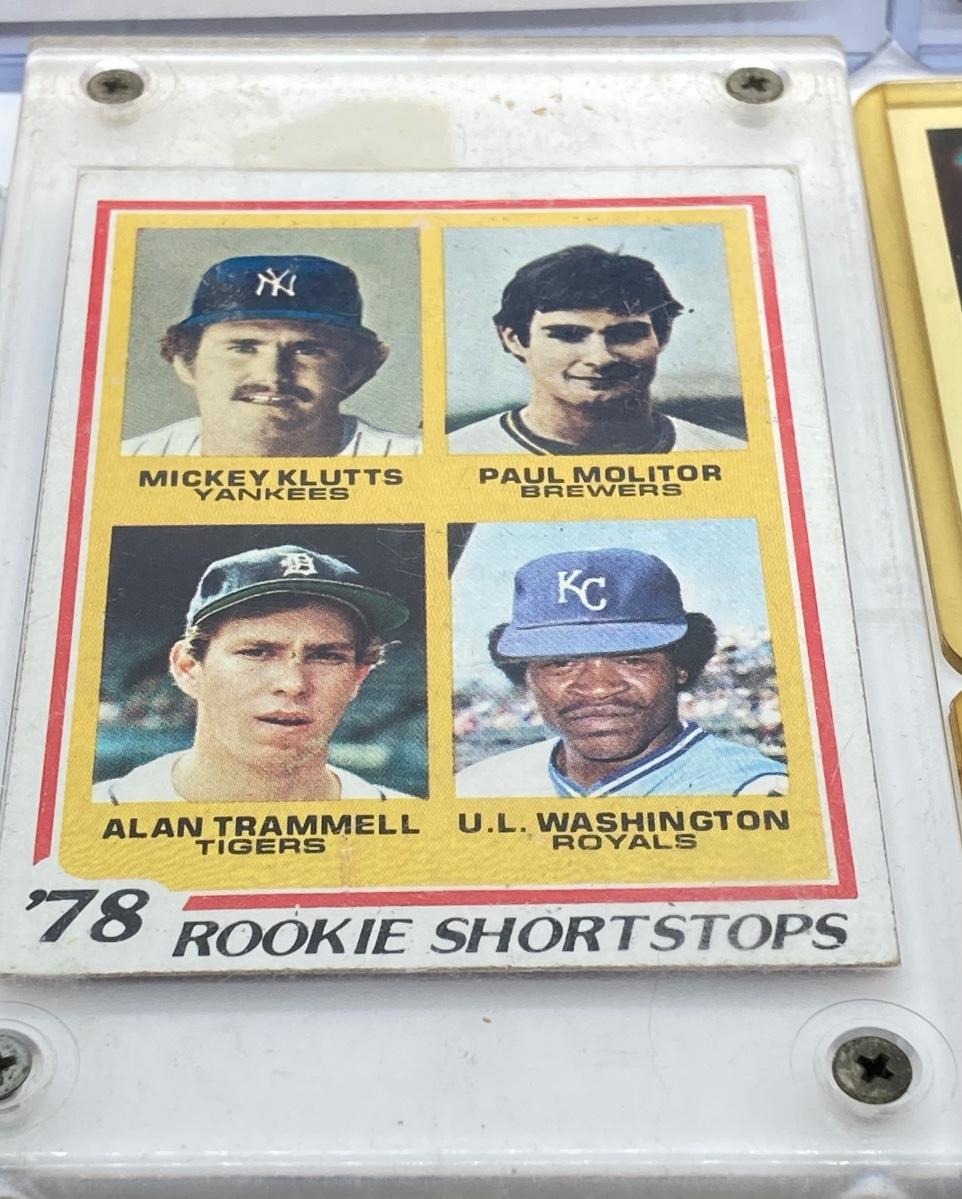 NY
MICKEY KLUTTS
YANKEES
PAUL MOLITOR
BREWERS
D
KC
ALAN TRAMMELL
TIGERS
U.L. WASHINGTON
ROYALS
'78
ROOKIE SHORTSTOPS